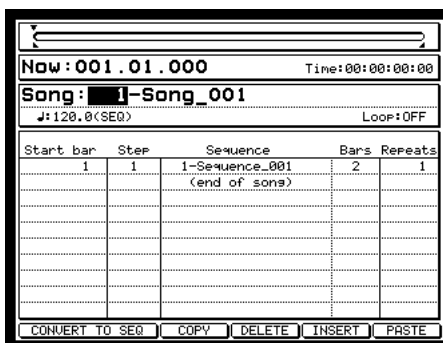 Now:001.01.000 Time:00:00:00:00
Song: 1-Song_001
♩:120.0(SEQ) Loop:OFF
Start bar Step Sequence Bars Repeats
1 1 1-Sequence_001 2 1
(end of song)
CONVERT TO SEQ COPY DELETE INSERT PASTE